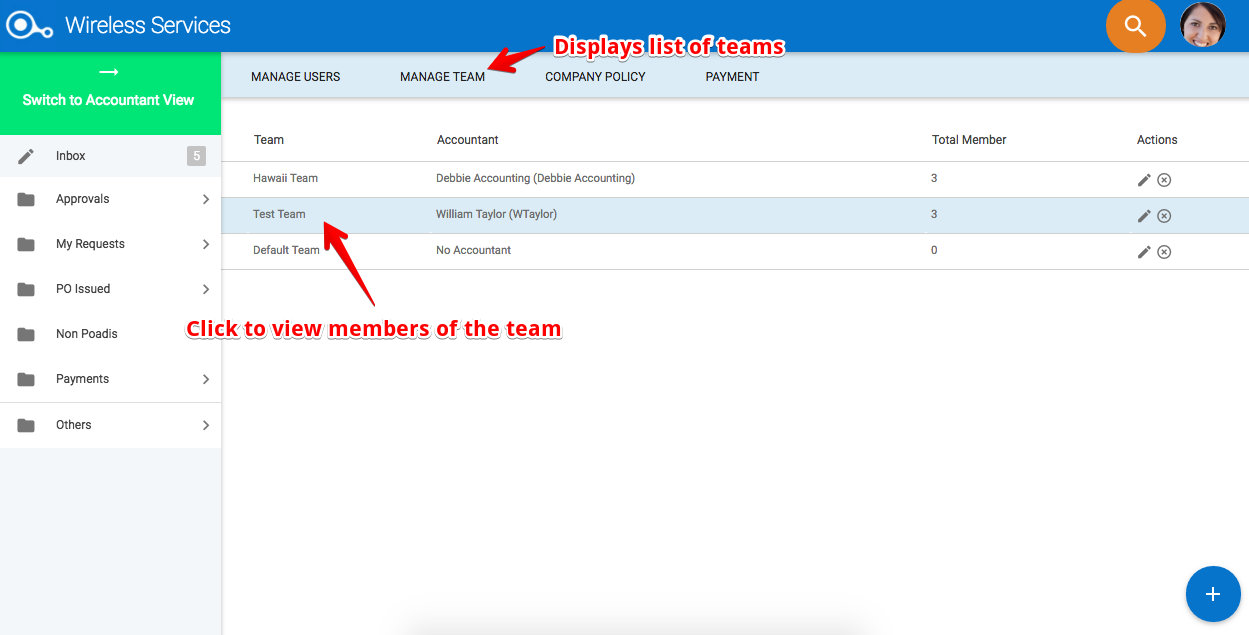 Wireless Services
Displays list of teams
Switch to Accountant View
MANAGE USERS MANAGE TEAM COMPANY POLICY PAYMENT
Inbox 5
Approvals
My Requests
PO Issued
Non Poadis
Payments
Others
Team Accountant Total Member Actions
Hawaii Team Debbie Accounting (Debbie Accounting) 3
Test Team William Taylor (WTaylor) 3
Default Team No Accountant 0
Click to view members of the team